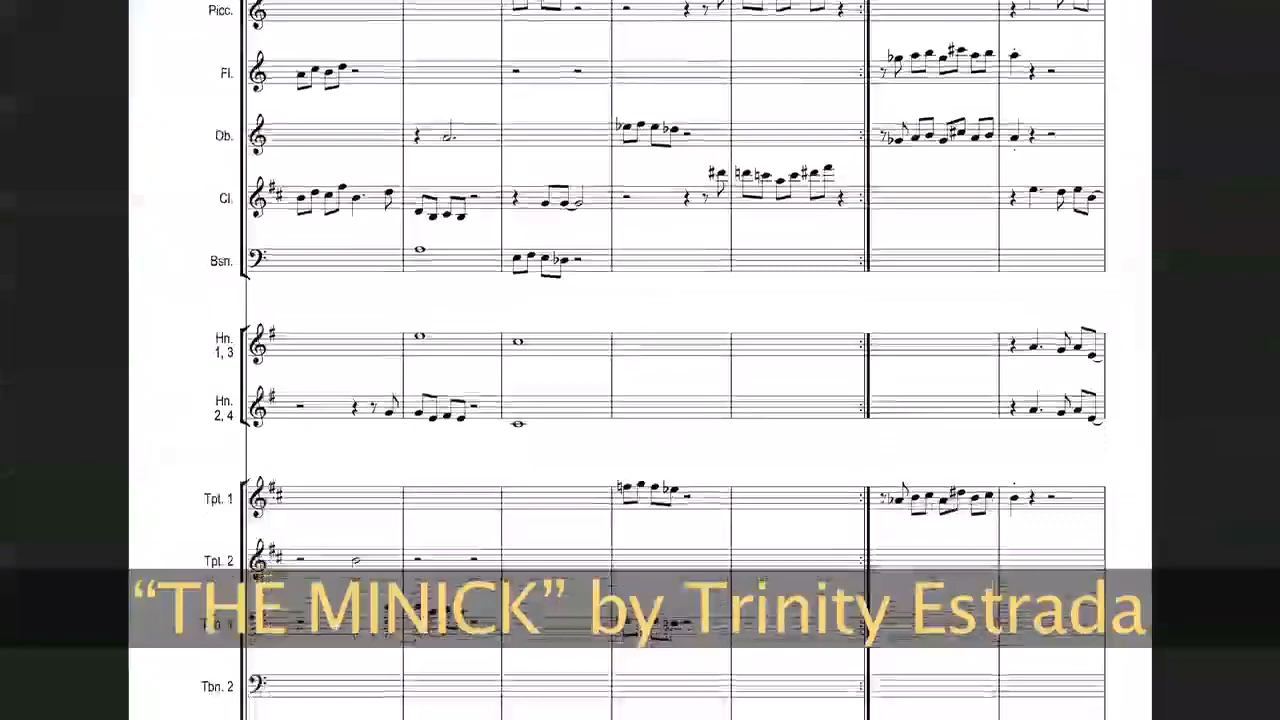 Picc.
Fl.
Ob.
Cl.
Bsn.
Hn.
1, 3
Hn.
2, 4
Tpt. 1
Tpt. 2
“THE MINICK” by Trinity Estrada
Tbn. 2